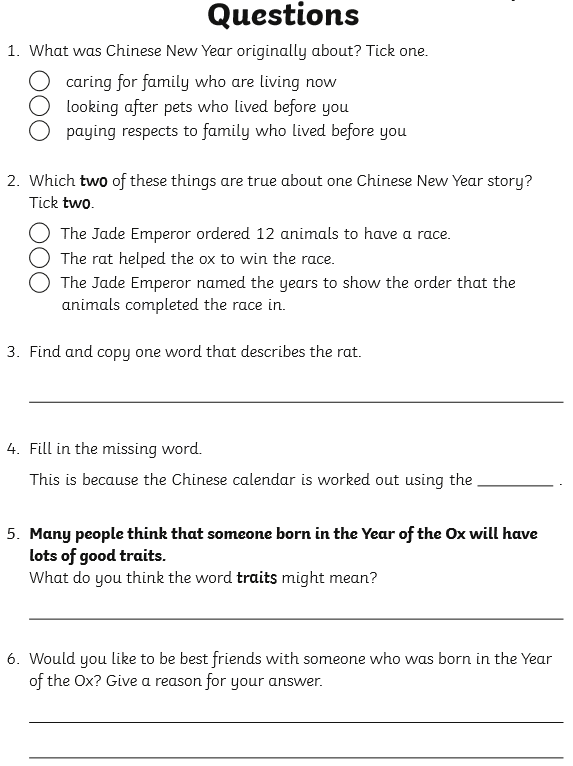 Questions
1. What was Chinese New Year originally about? Tick one.
caring for family who are living now
looking after pets who lived before you
paying respects to family who lived before you
2. Which two of these things are true about one Chinese New Year story?
Tick two.
The Jade Emperor ordered 12 animals to have a race.
The rat helped the ox to win the race.
The Jade Emperor named the years to show the order that the
animals completed the race in.
3. Find and copy one word that describes the rat.
4. Fill in the missing word.
This is because the Chinese calendar is worked out using the ________ .
5. Many people think that someone born in the Year of the Ox will have
lots of good traits.
What do you think the word traits might mean?
6. Would you like to be best friends with someone who was born in the Year
of the Ox? Give a reason for your answer.